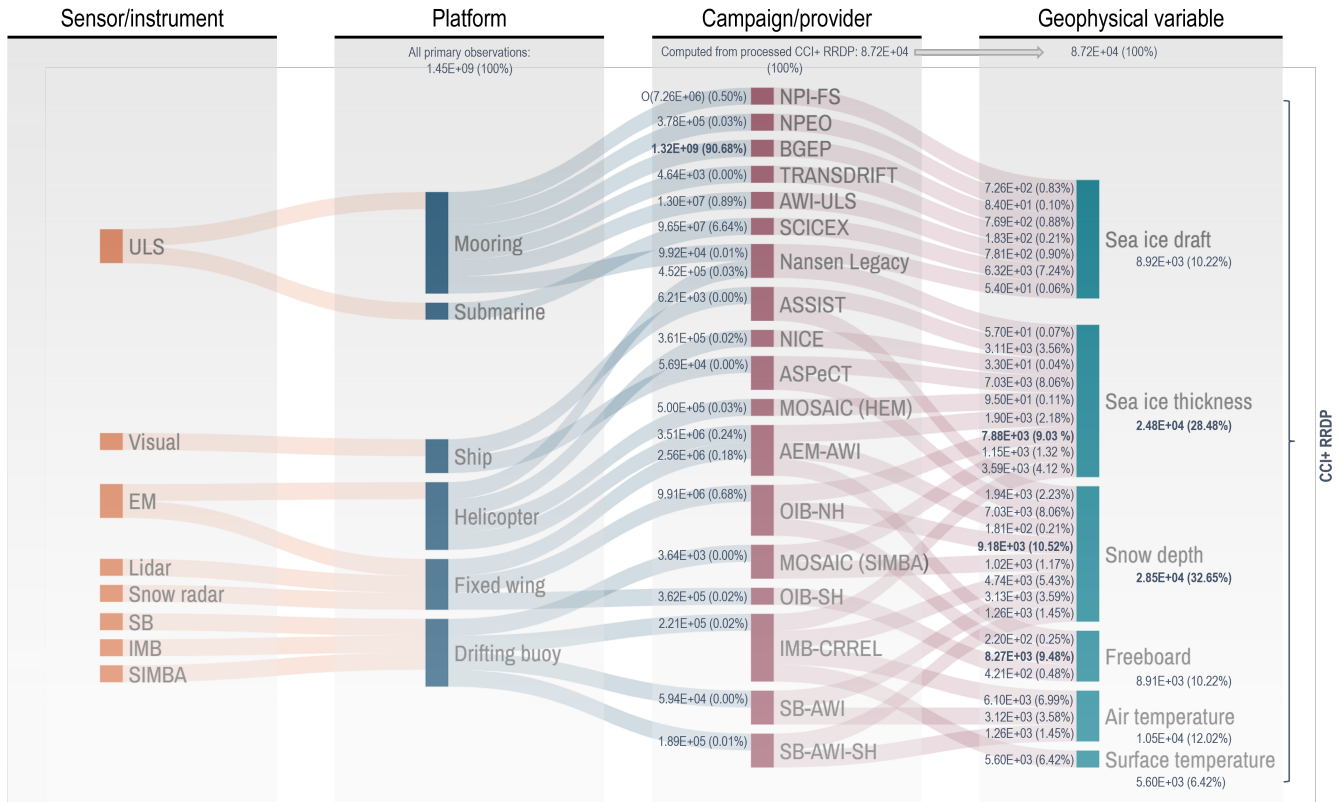 Sensor/instrument
Platform
Campaign/provider
Geophysical variable
All primary observations:
1.45E+09 (100%)
Computed from processed CCI+ RRDP: 8.72E+04
(100%)
8.72E+04 (100%)
ULS
Visual
EM
Lidar
Snow radar
SB
IMB
SIMBA
Mooring
Submarine
Ship
Helicopter
Fixed wing
Drifting buoy
O(7.26E+06) (0.50%)
NPI-FS
3.78E+05 (0.03%)
NPEO
1.32E+09 (90.68%)
BGEP
4.64E+03 (0.00%)
TRANSDRIFT
1.30E+07 (0.89%)
AWI-ULS
9.65E+07 (6.64%)
SCICEX
9.92E+04 (0.01%)
4.52E+05 (0.03%)
Nansen Legacy
6.21E+03 (0.00%)
ASSIST
3.61E+05 (0.02%)
NICE
5.69E+04 (0.00%)
ASPeCT
5.00E+05 (0.03%)
MOSAIC (HEM)
3.51E+06 (0.24%)
2.56E+06 (0.18%)
AEM-AWI
9.91E+06 (0.68%)
OIB-NH
3.64E+03 (0.00%)
MOSAIC (SIMBA)
3.62E+05 (0.02%)
OIB-SH
2.21E+05 (0.02%)
IMB-CRREL
5.94E+04 (0.00%)
SB-AWI
1.89E+05 (0.01%)
SB-AWI-SH
7.26E+02 (0.83%)
8.40E+01 (0.10%)
7.69E+02 (0.88%)
1.83E+02 (0.21%)
7.81E+02 (0.90%)
6.32E+03 (7.24%)
5.40E+01 (0.06%)
Sea ice draft
8.92E+03 (10.22%)
5.70E+01 (0.07%)
3.11E+03 (3.56%)
3.30E+01 (0.04%)
7.03E+03 (8.06%)
9.50E+01 (0.11%)
1.90E+03 (2.18%)
7.88E+03 (9.03 %)
1.15E+03 (1.32 %)
3.59E+03 (4.12 %)
Sea ice thickness
2.48E+04 (28.48%)
1.94E+03 (2.23%)
7.03E+03 (8.06%)
1.81E+02 (0.21%)
9.18E+03 (10.52%)
1.02E+03 (1.17%)
4.74E+03 (5.43%)
3.13E+03 (3.59%)
1.26E+03 (1.45%)
Snow depth
2.85E+04 (32.65%)
2.20E+02 (0.25%)
8.27E+03 (9.48%)
4.21E+02 (0.48%)
Freeboard
8.91E+03 (10.22%)
6.10E+03 (6.99%)
3.12E+03 (3.58%)
1.26E+03 (1.45%)
Air temperature
1.05E+04 (12.02%)
5.60E+03 (6.42%)
Surface temperature
5.60E+03 (6.42%)
CCI+ RRDP